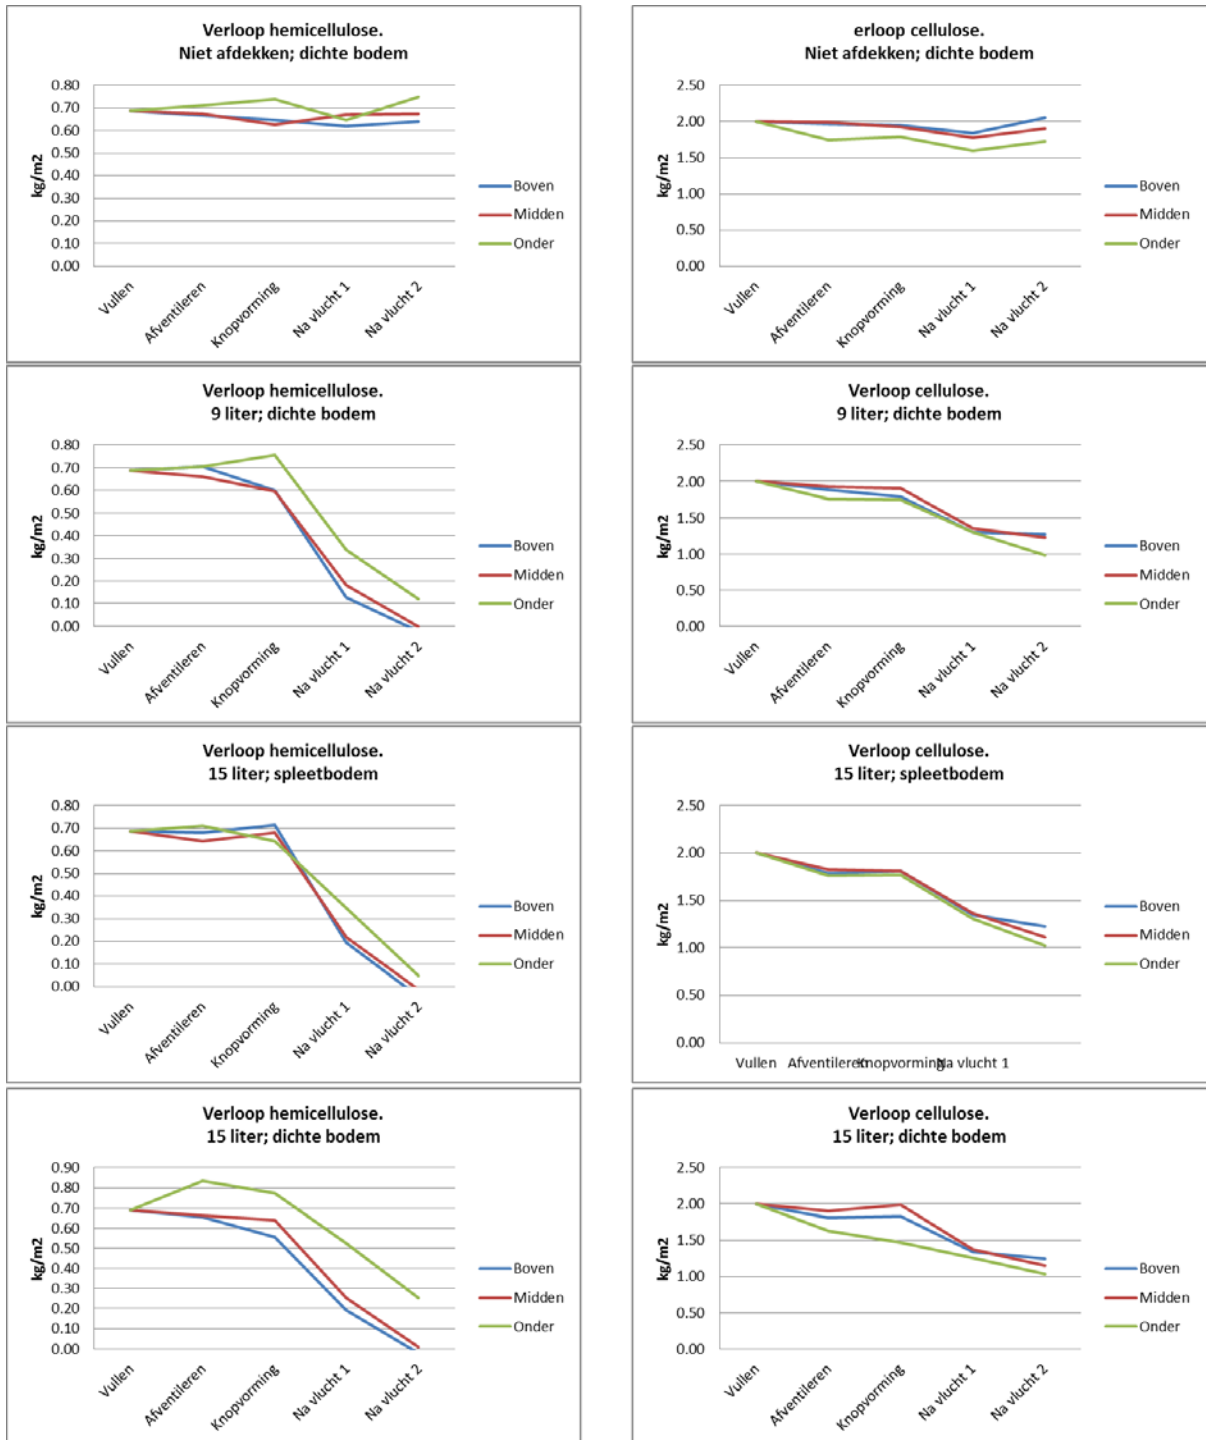 Verloop hemicellulose.
Niet afdekken; dichte bodem
0.80
0.70
0.60
0.50
0.40
0.30
0.20
0.10
0.00
kg/m2
Vullen
Afventileren
Knopvorming
Na vlucht 1
Na vlucht 2
Boven
Midden
Onder
erloop cellulose.
Niet afdekken; dichte bodem
2.50
2.00
1.50
1.00
0.50
0.00
kg/m2
Vullen
Afventileren
Knopvorming
Na vlucht 1
Na vlucht 2
Boven
Midden
Onder
Verloop hemicellulose.
9 liter; dichte bodem
0.80
0.70
0.60
0.50
0.40
0.30
0.20
0.10
0.00
kg/m2
Vullen
Afventileren
Knopvorming
Na vlucht 1
Na vlucht 2
Boven
Midden
Onder
Verloop cellulose.
9 liter; dichte bodem
2.50
2.00
1.50
1.00
0.50
0.00
kg/m2
Vullen
Afventileren
Knopvorming
Na vlucht 1
Na vlucht 2
Boven
Midden
Onder
Verloop hemicellulose.
15 liter; spleetbodem
0.80
0.70
0.60
0.50
0.40
0.30
0.20
0.10
0.00
kg/m2
Vullen
Afventileren
Knopvorming
Na vlucht 1
Na vlucht 2
Boven
Midden
Onder
Verloop cellulose.
15 liter; spleetbodem
2.50
2.00
1.50
1.00
0.50
0.00
kg/m2
Vullen Afventileren Knopvorming Na vlucht 1
Boven
Midden
Onder
Verloop hemicellulose.
15 liter; dichte bodem
0.90
0.80
0.70
0.60
0.50
0.40
0.30
0.20
0.10
0.00
kg/m2
Vullen
Afventileren
Knopvorming
Na vlucht 1
Na vlucht 2
Boven
Midden
Onder
Verloop cellulose.
15 liter; dichte bodem
2.50
2.00
1.50
1.00
0.50
0.00
kg/m2
Vullen
Afventileren
Knopvorming
Na vlucht 1
Na vlucht 2
Boven
Midden
Onder